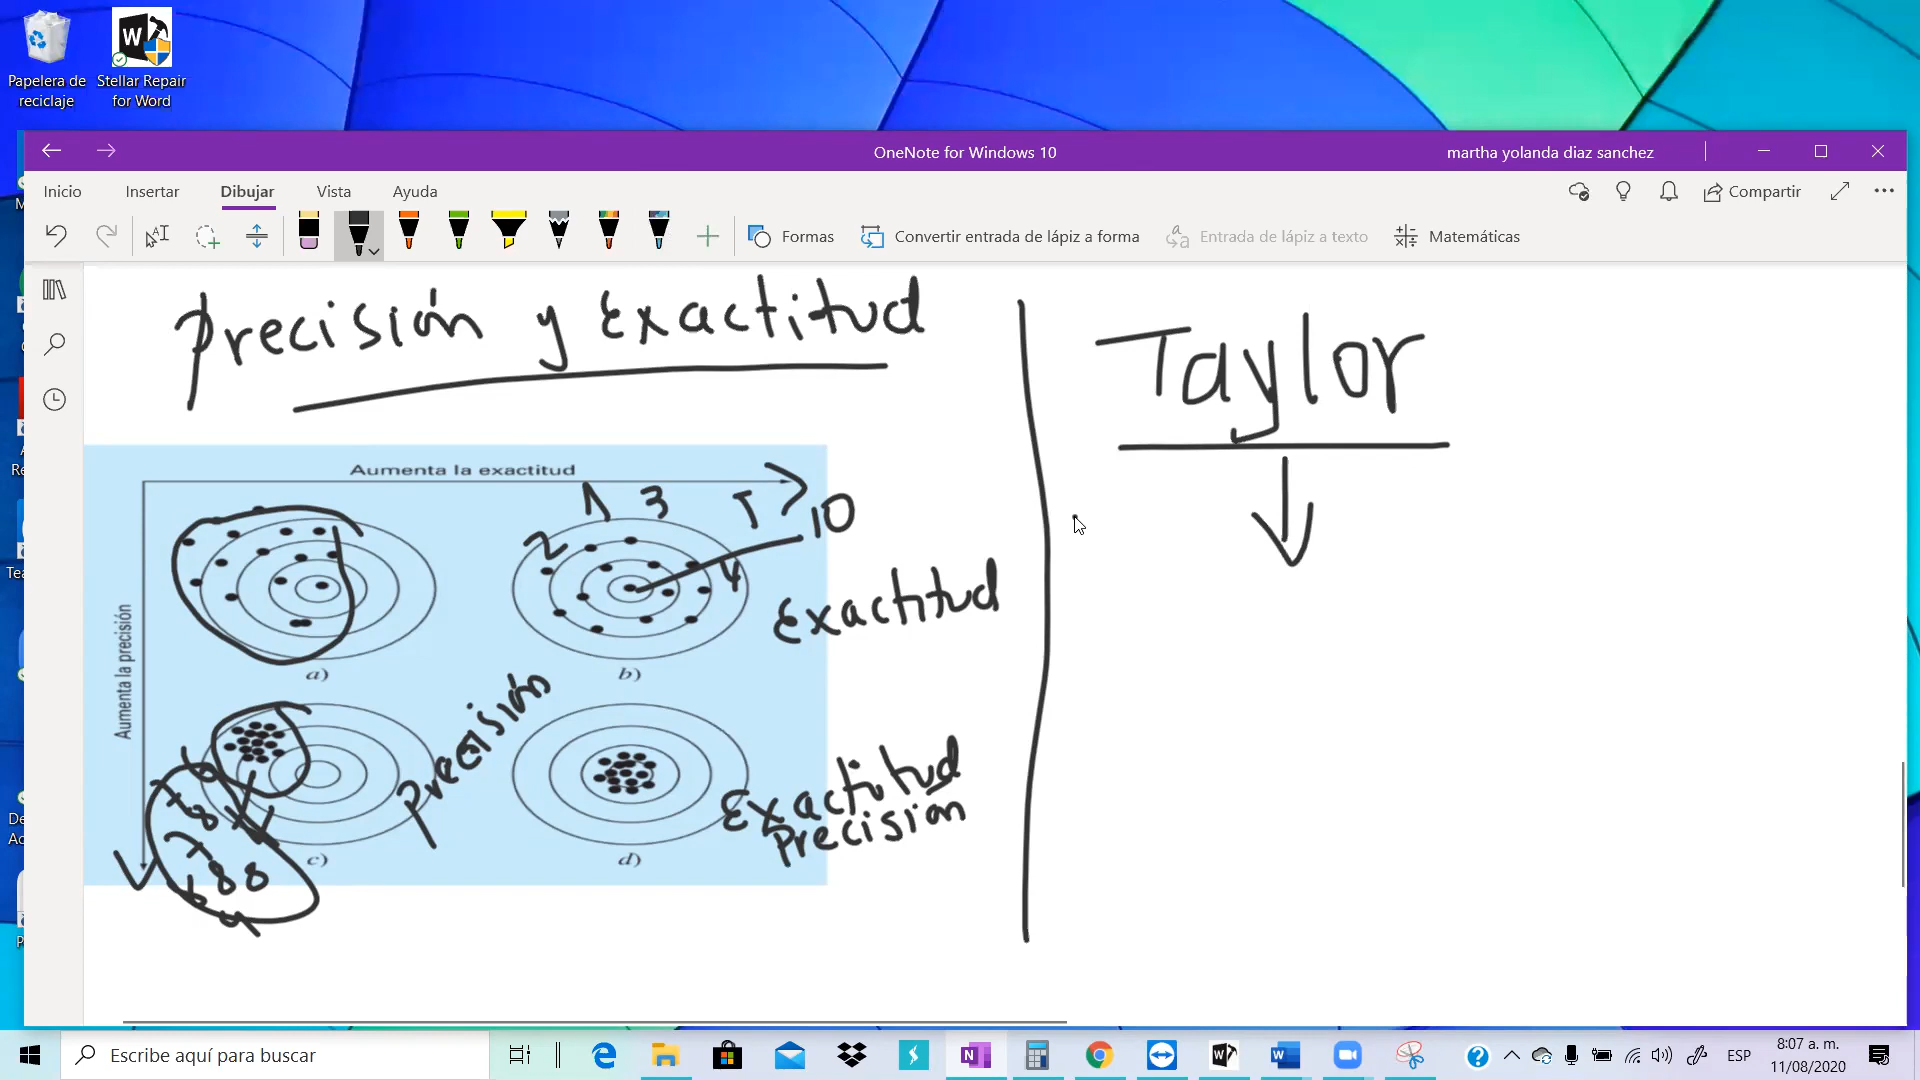 Papelera de
reciclaje
Stellar Repair
for Word
OneNote for Windows 10
martha yolanda diaz sanchez
Inicio
Insertar
Dibujar
Vista
Ayuda
Compartir
Formas
Convertir entrada de lápiz a forma
Entrada de lápiz a texto
Matemáticas
Precisión y Exactitud
Taylor
Aumenta la exactitud
Aumenta la precisión
1 3 5
10
2
4
Exactitud
a)
b)
Precisión
Exactitud
Precisión
c)
d)
Escribe aquí para buscar
ESP
8:07 a. m.
11/08/2020